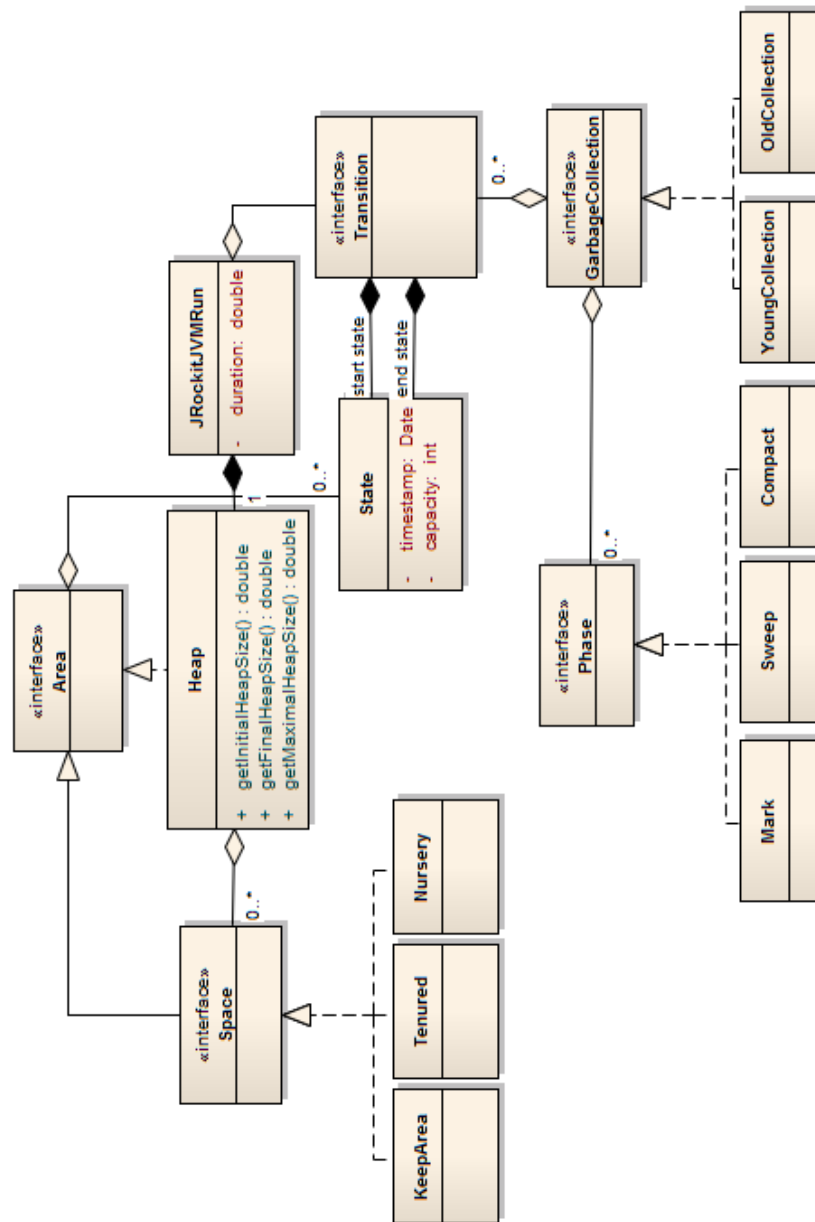 «interface»
Area
«interface»
Space
0..*
Heap
+ getInitialHeapSize() : double
+ getFinalHeapSize() : double
+ getMaximalHeapSize() : double
1
JRockitJVMRun
- duration: double
KeepArea
Tenured
Nursery
0..*
State
- timestamp: Date
- capacity: int
start state
end state
«interface»
Transition
0..*
«interface»
Phase
0..*
«interface»
GarbageCollection
Mark
Sweep
Compact
YoungCollection
OldCollection